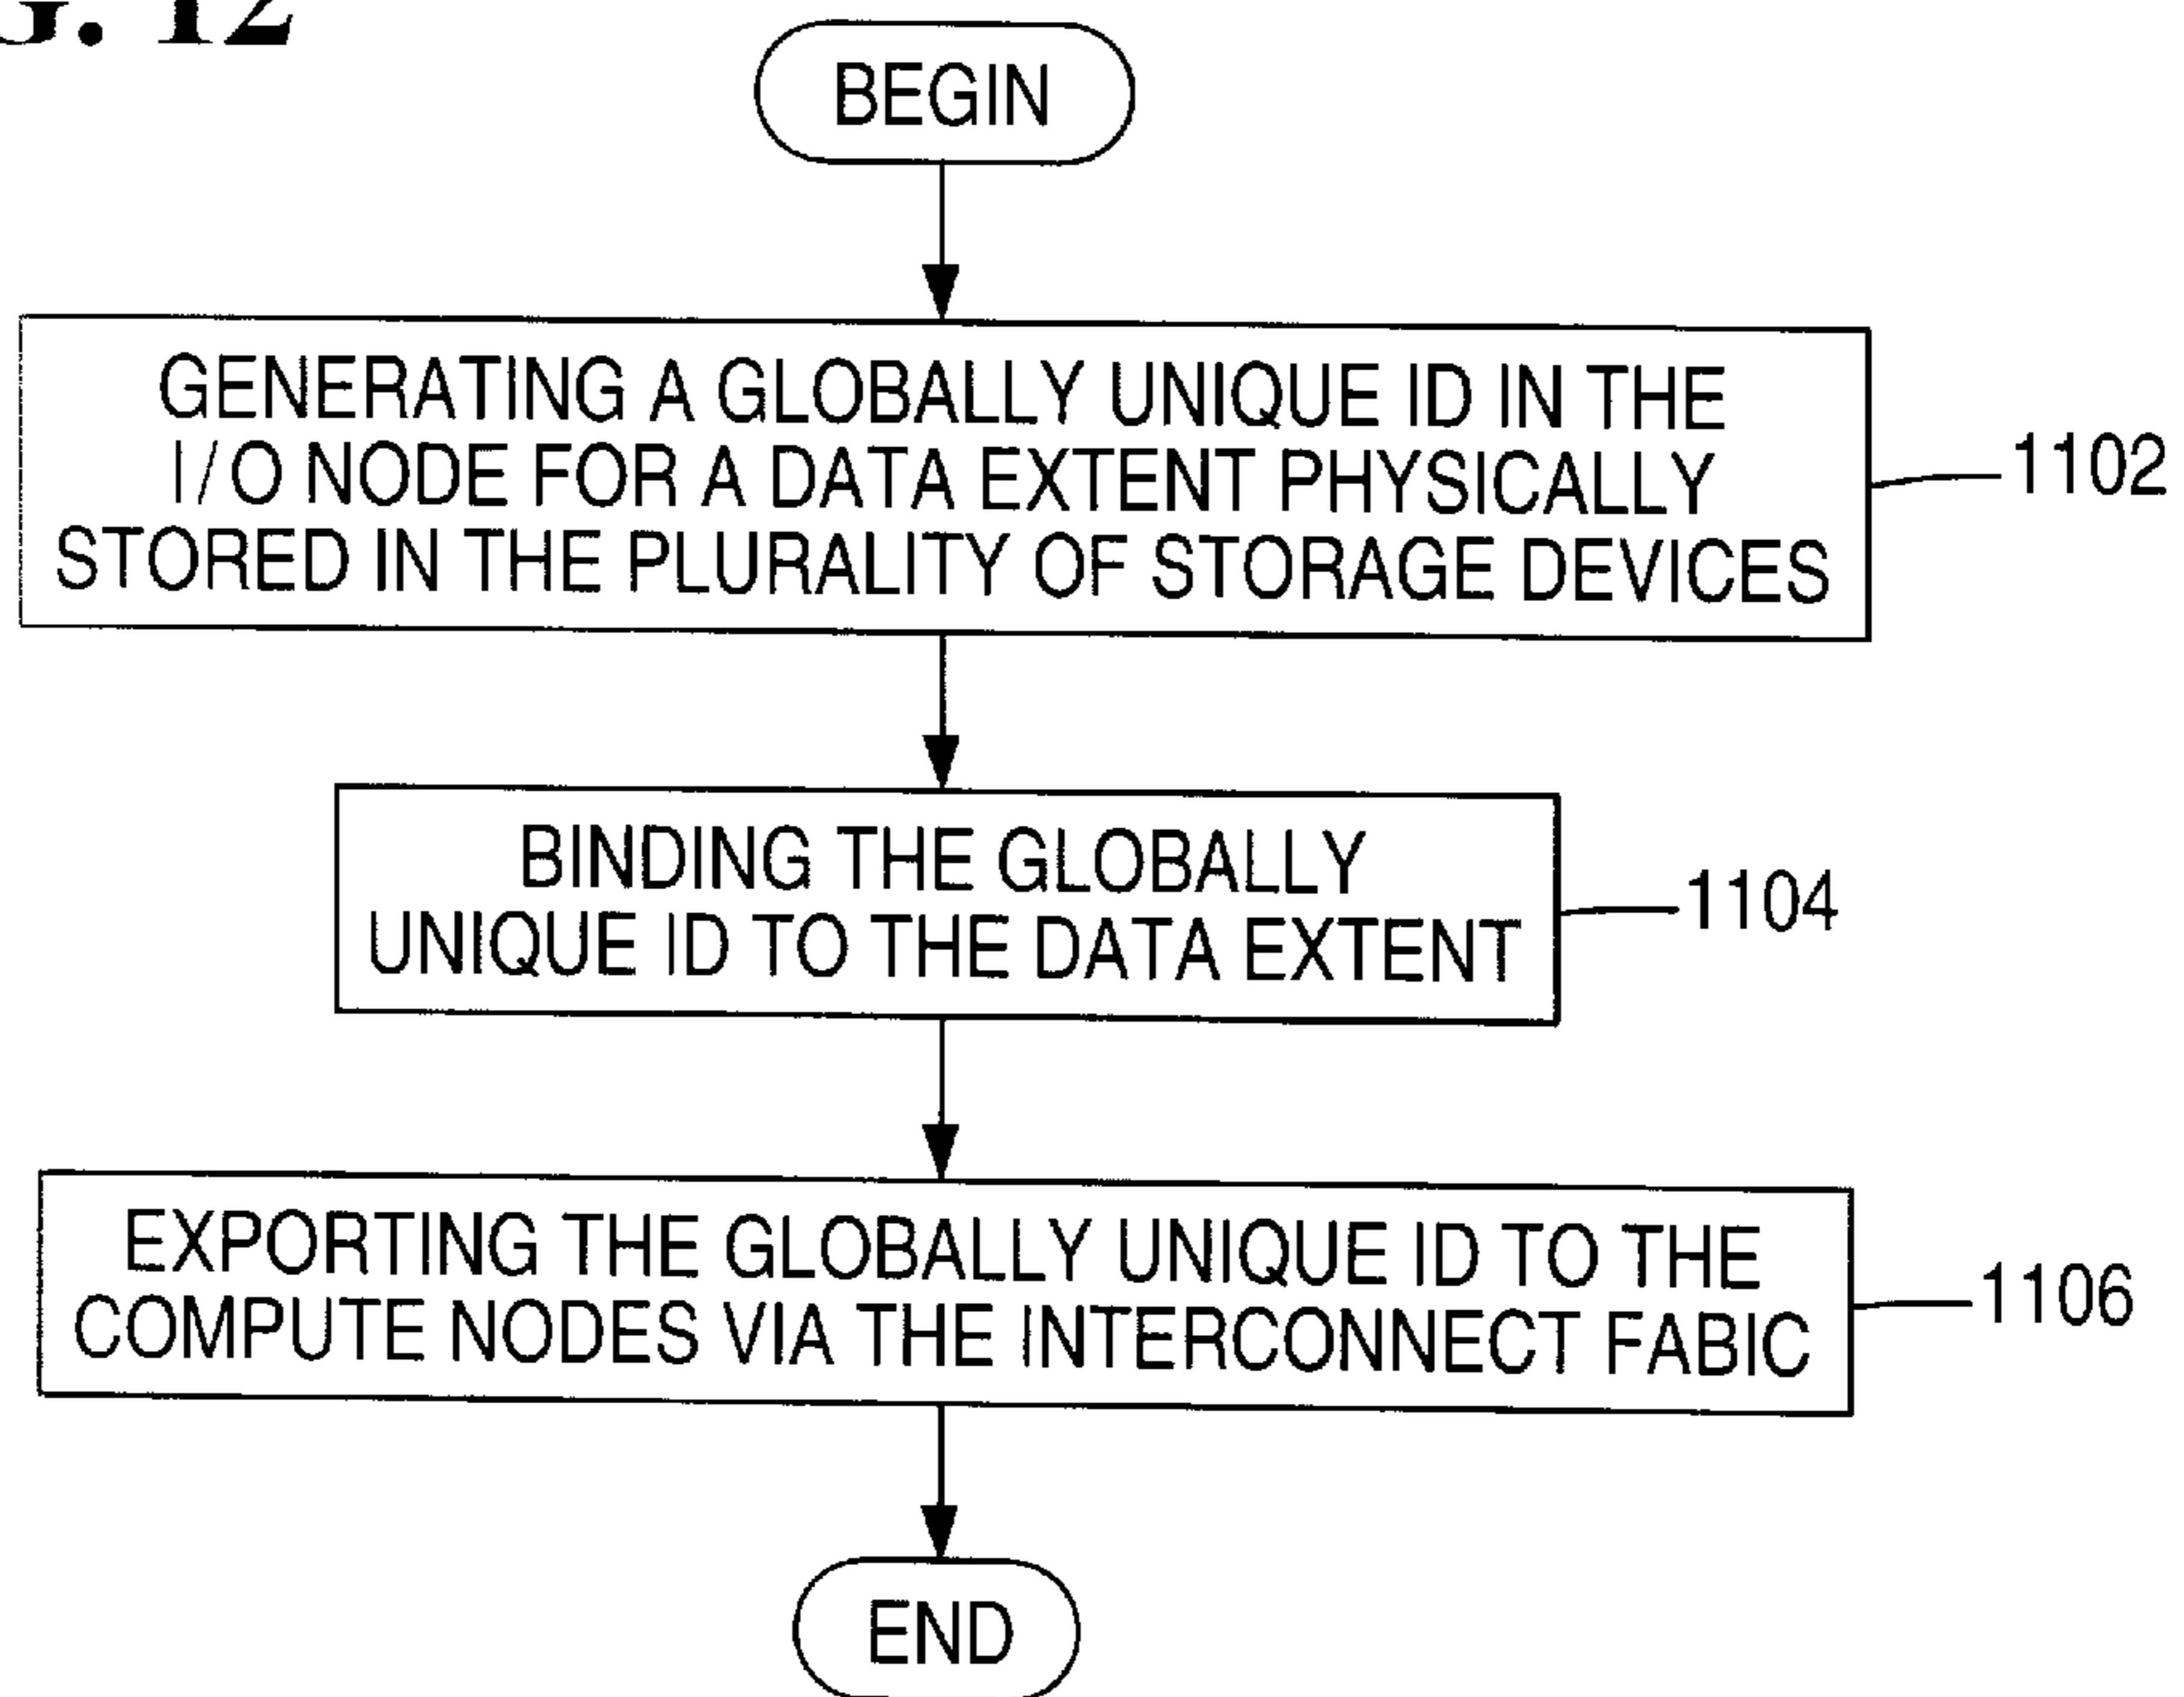 12
BEGIN
GENERATING A GLOBALLY UNIQUE ID IN THE
I/O NODE FOR A DATA EXTENT PHYSICALLY
STORED IN THE PLURALITY OF STORAGE DEVICES
1102
BINDING THE GLOBALLY
UNIQUE ID TO THE DATA EXTENT
1104
EXPORTING THE GLOBALLY UNIQUE ID TO THE
COMPUTE NODES VIA THE INTERCONNECT FABIC
1106
END